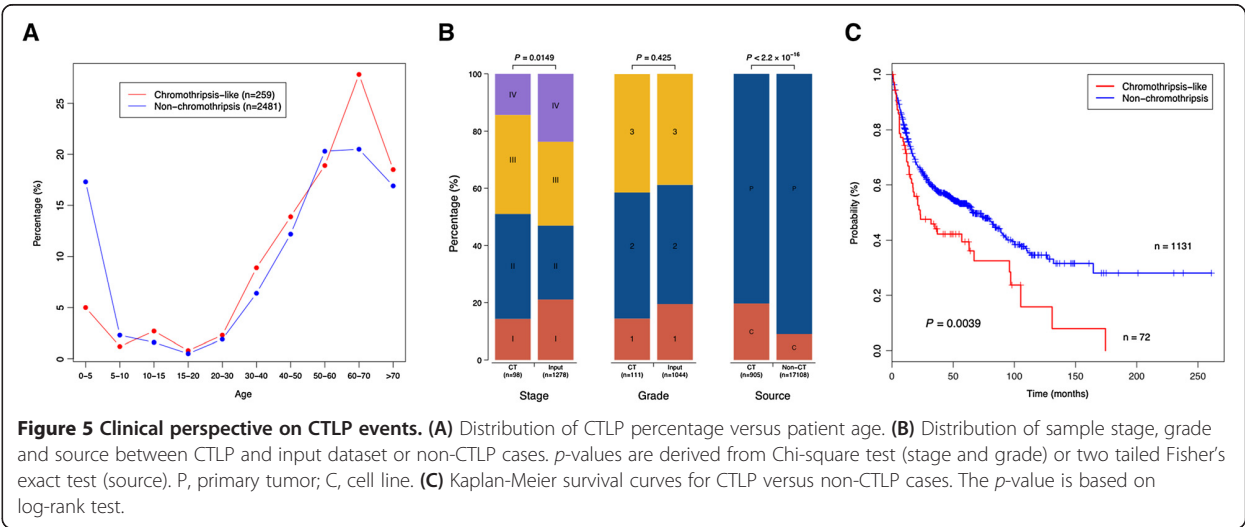 A
Percentage (%)
0 5 10 15 20 25
Chromothripsis-like (n=259)
Non-chromothripsis (n=2481)
0–5 5–10 10–15 15–20 20–30 30–40 40–50 50–60 60–70 >70
Age
B
P = 0.0149
P = 0.425
P < 2.2 × 10⁻¹⁶
Percentage (%)
100
80
60
40
20
0
IV IV 3 3 P P
III III
II II 2 2
I I 1 1 C C
CT (n=98) Input (n=1278) CT (n=111) Input (n=1044) CT (n=905) Non-CT (n=17108)
Stage Grade Source
C
Probability (%)
0.0 0.2 0.4 0.6 0.8 1.0
Chromothripsis-like
Non-chromothripsis
n = 1131
P = 0.0039
n = 72
0 50 100 150 200 250
Time (months)
Figure 5 Clinical perspective on CTLP events. (A) Distribution of CTLP percentage versus patient age. (B) Distribution of sample stage, grade
and source between CTLP and input dataset or non-CTLP cases. p-values are derived from Chi-square test (stage and grade) or two tailed Fisher's
exact test (source). P, primary tumor; C, cell line. (C) Kaplan-Meier survival curves for CTLP versus non-CTLP cases. The p-value is based on
log-rank test.